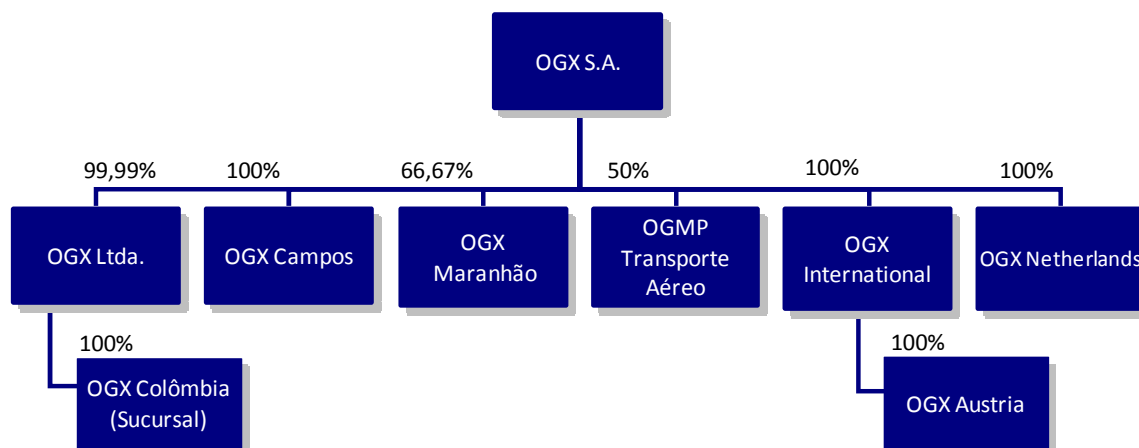 OGX S.A.
99,99%
100%
66,67%
50%
100%
100%
OGX Ltda.
OGX Campos
OGX
Maranhão
OGMP
Transporte
Aéreo
OGX
International
OGX Netherlands
100%
100%
OGX Colômbia
(Sucursal)
OGX Austria